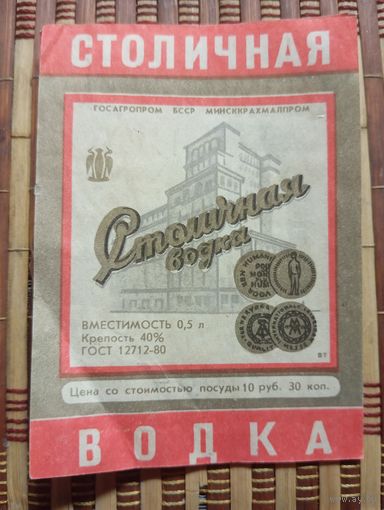 СТОЛИЧНАЯ
ГОСАГРОПРОМ БССР МИНСККРАХМАЛПРОМ
Столичная
водка
ВМЕСТИМОСТЬ 0,5 л
Крепость 40%
ГОСТ 12712-80
Цена со стоимостью посуды 10 руб. 30 коп.
ВОДКА